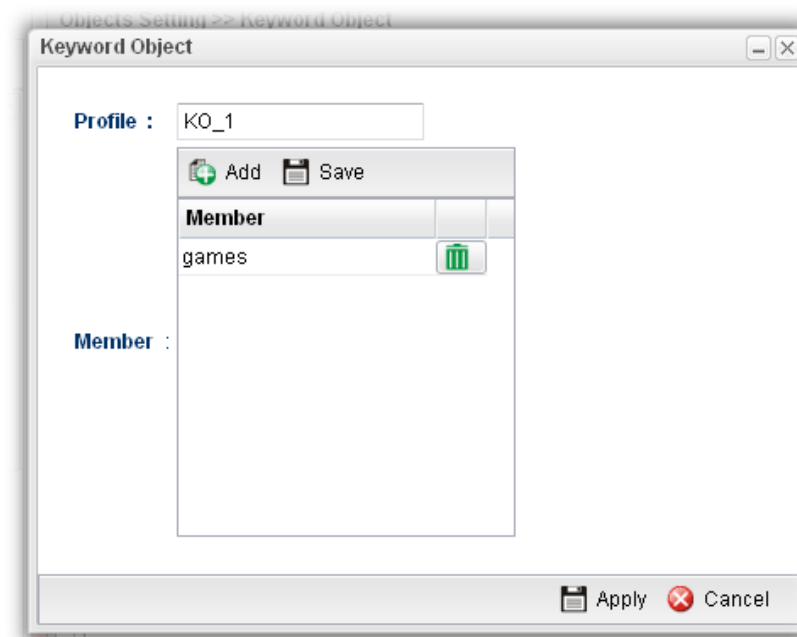 Objects Setting >> Keyword Object
Keyword Object
Profile : KO_1
Add Save
Member
games
Member :
Apply Cancel